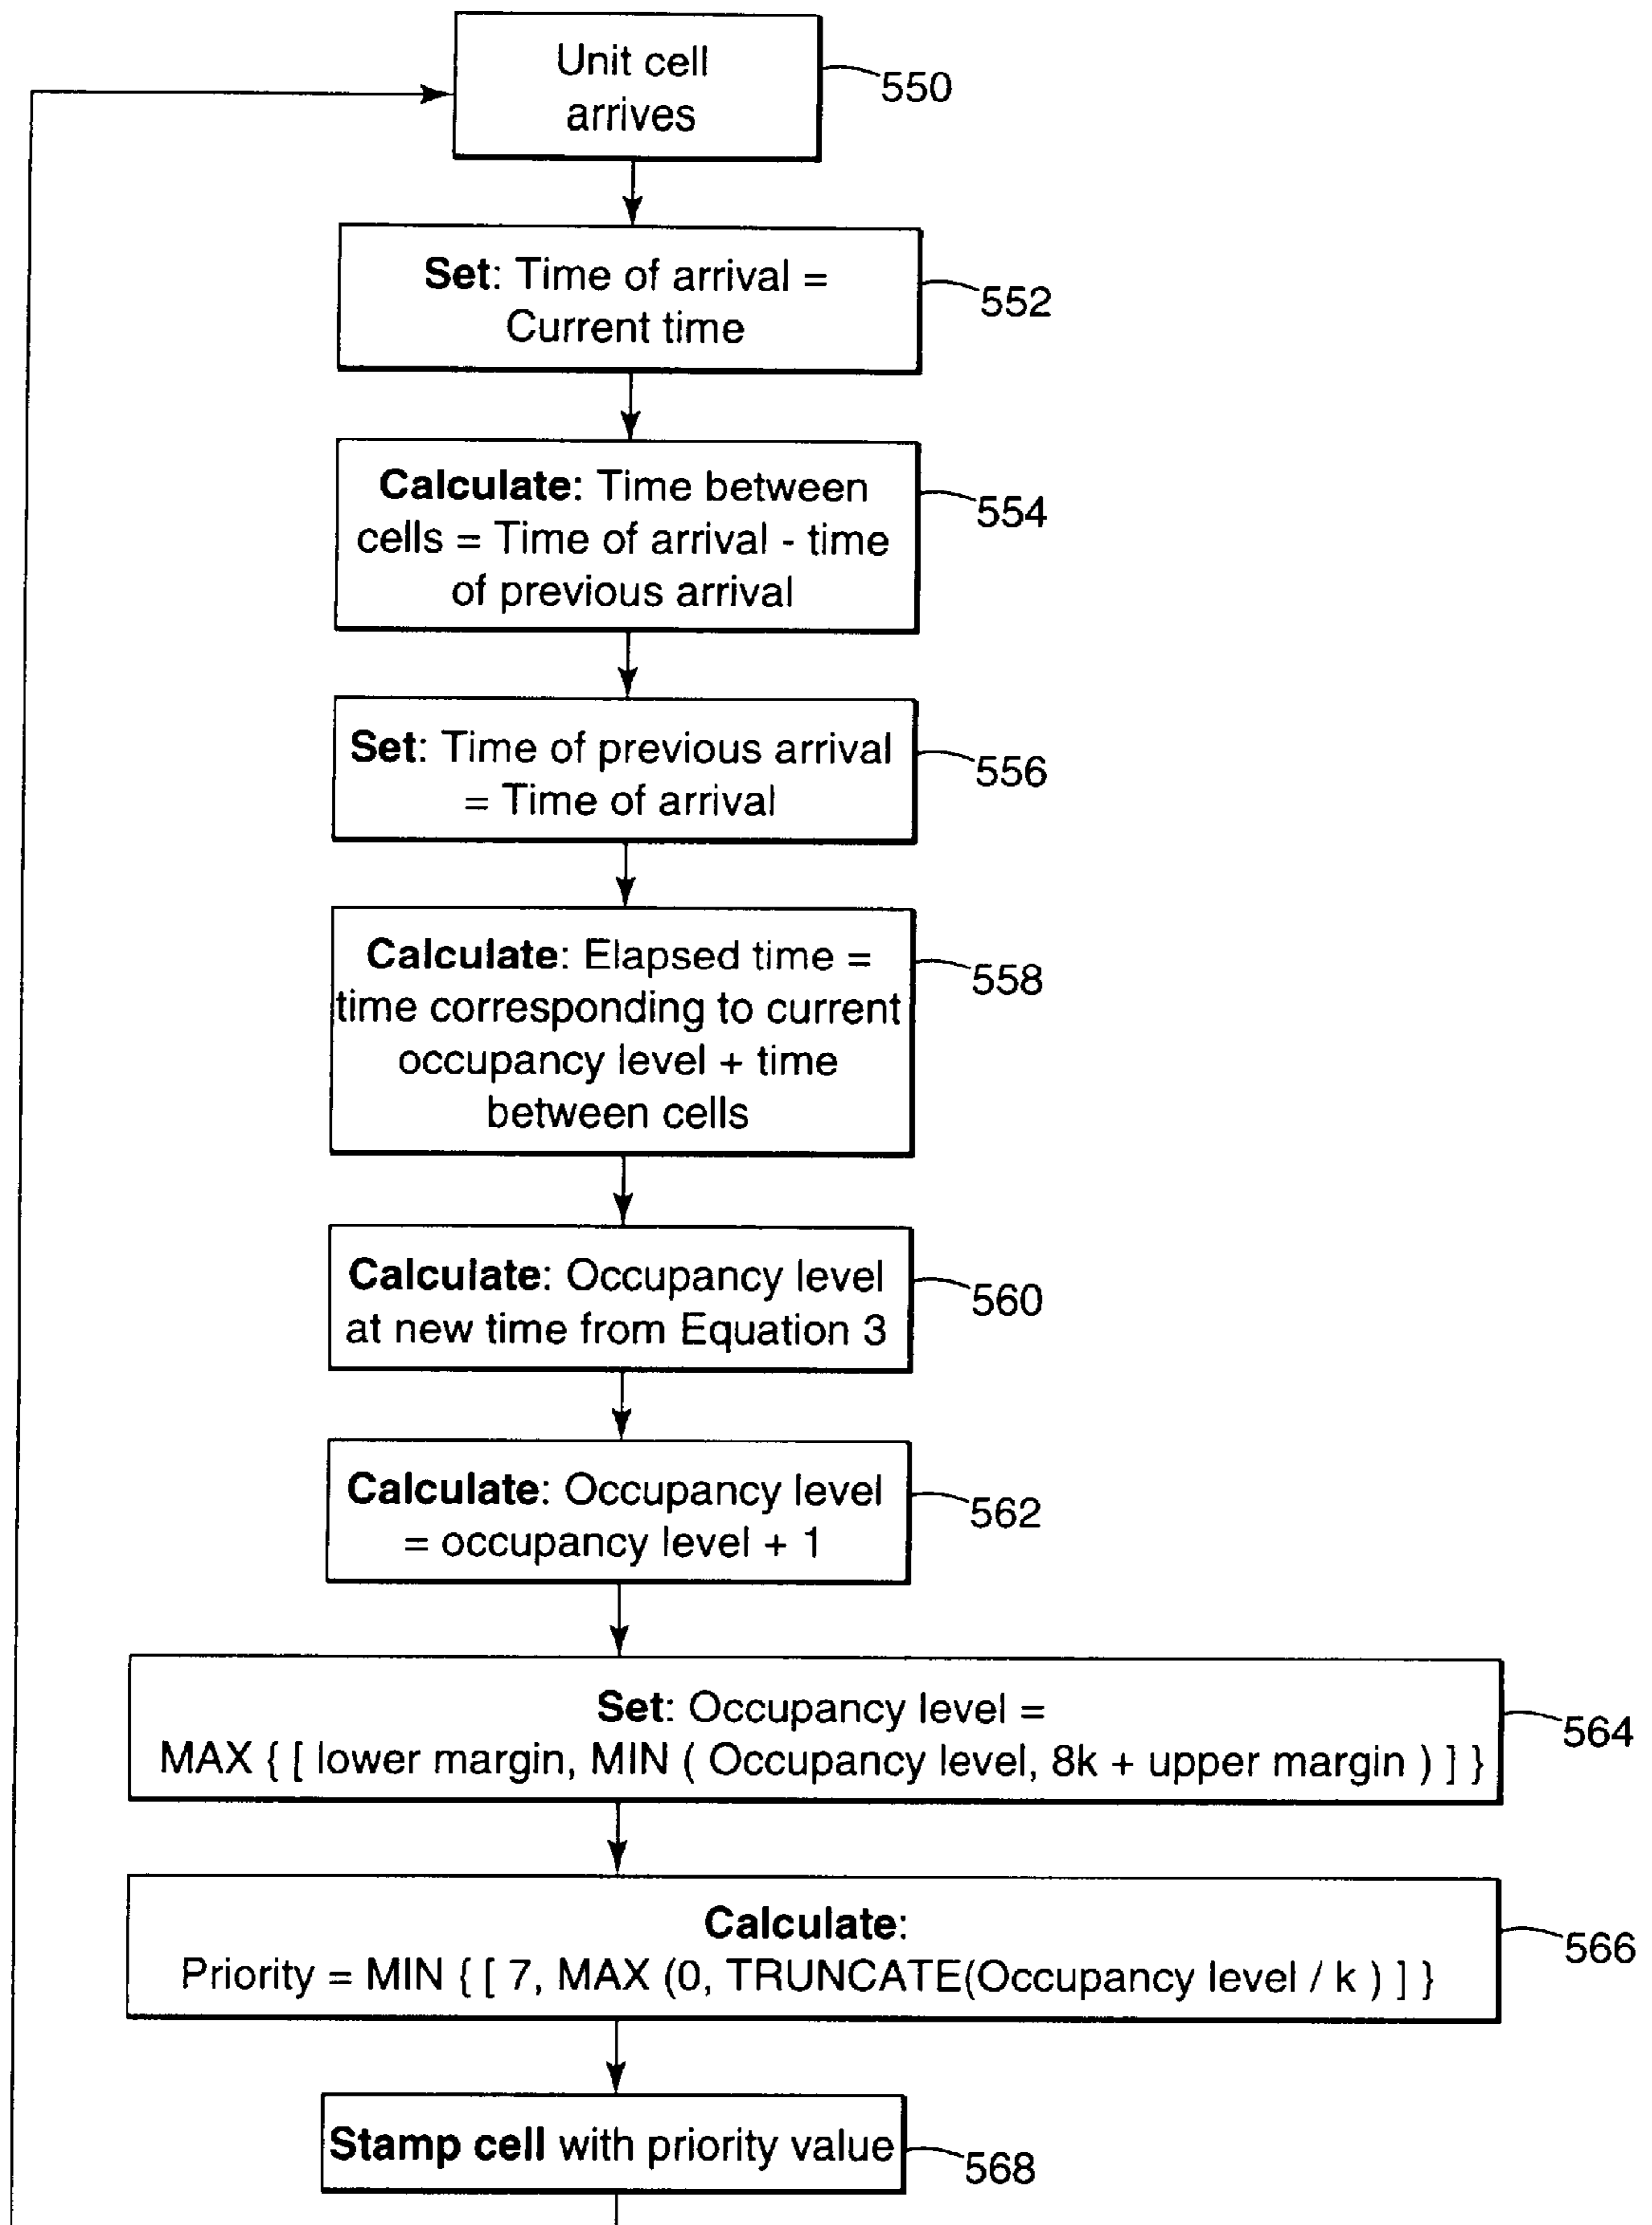 Unit cell
arrives
550
Set: Time of arrival =
Current time
552
Calculate: Time between
cells = Time of arrival - time
of previous arrival
554
Set: Time of previous arrival
= Time of arrival
556
Calculate: Elapsed time =
time corresponding to current
occupancy level + time
between cells
558
Calculate: Occupancy level
at new time from Equation 3
560
Calculate: Occupancy level
= occupancy level + 1
562
Set: Occupancy level =
MAX { [ lower margin, MIN ( Occupancy level, 8k + upper margin ) ] }
564
Calculate:
Priority = MIN { [ 7, MAX (0, TRUNCATE(Occupancy level / k ) ] }
566
Stamp cell with priority value
568